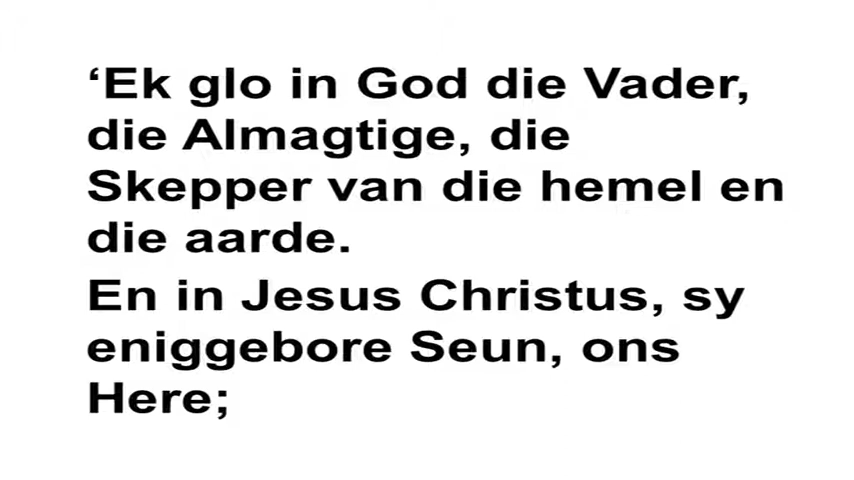 ‘Ek glo in God die Vader,
die Almagtige, die
Skepper van die hemel en
die aarde.
En in Jesus Christus, sy
eniggebore Seun, ons
Here;